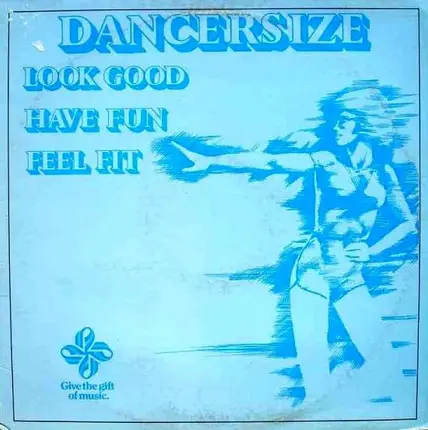 DANCERSIZE
LOOK GOOD
HAVE FUN
FEEL FIT
Give the gift
of music.